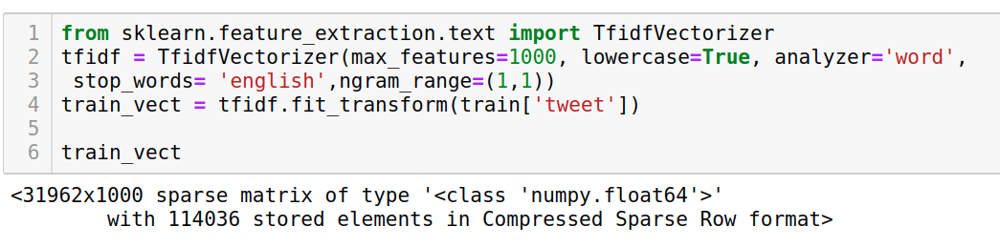 1 from sklearn.feature_extraction.text import TfidfVectorizer
2 tfidf = TfidfVectorizer(max_features=1000, lowercase=True, analyzer='word',
3  stop_words= 'english',ngram_range=(1,1))
4 train_vect = tfidf.fit_transform(train['tweet'])
5
6 train_vect
<31962x1000 sparse matrix of type '<class 'numpy.float64'>'
        with 114036 stored elements in Compressed Sparse Row format>